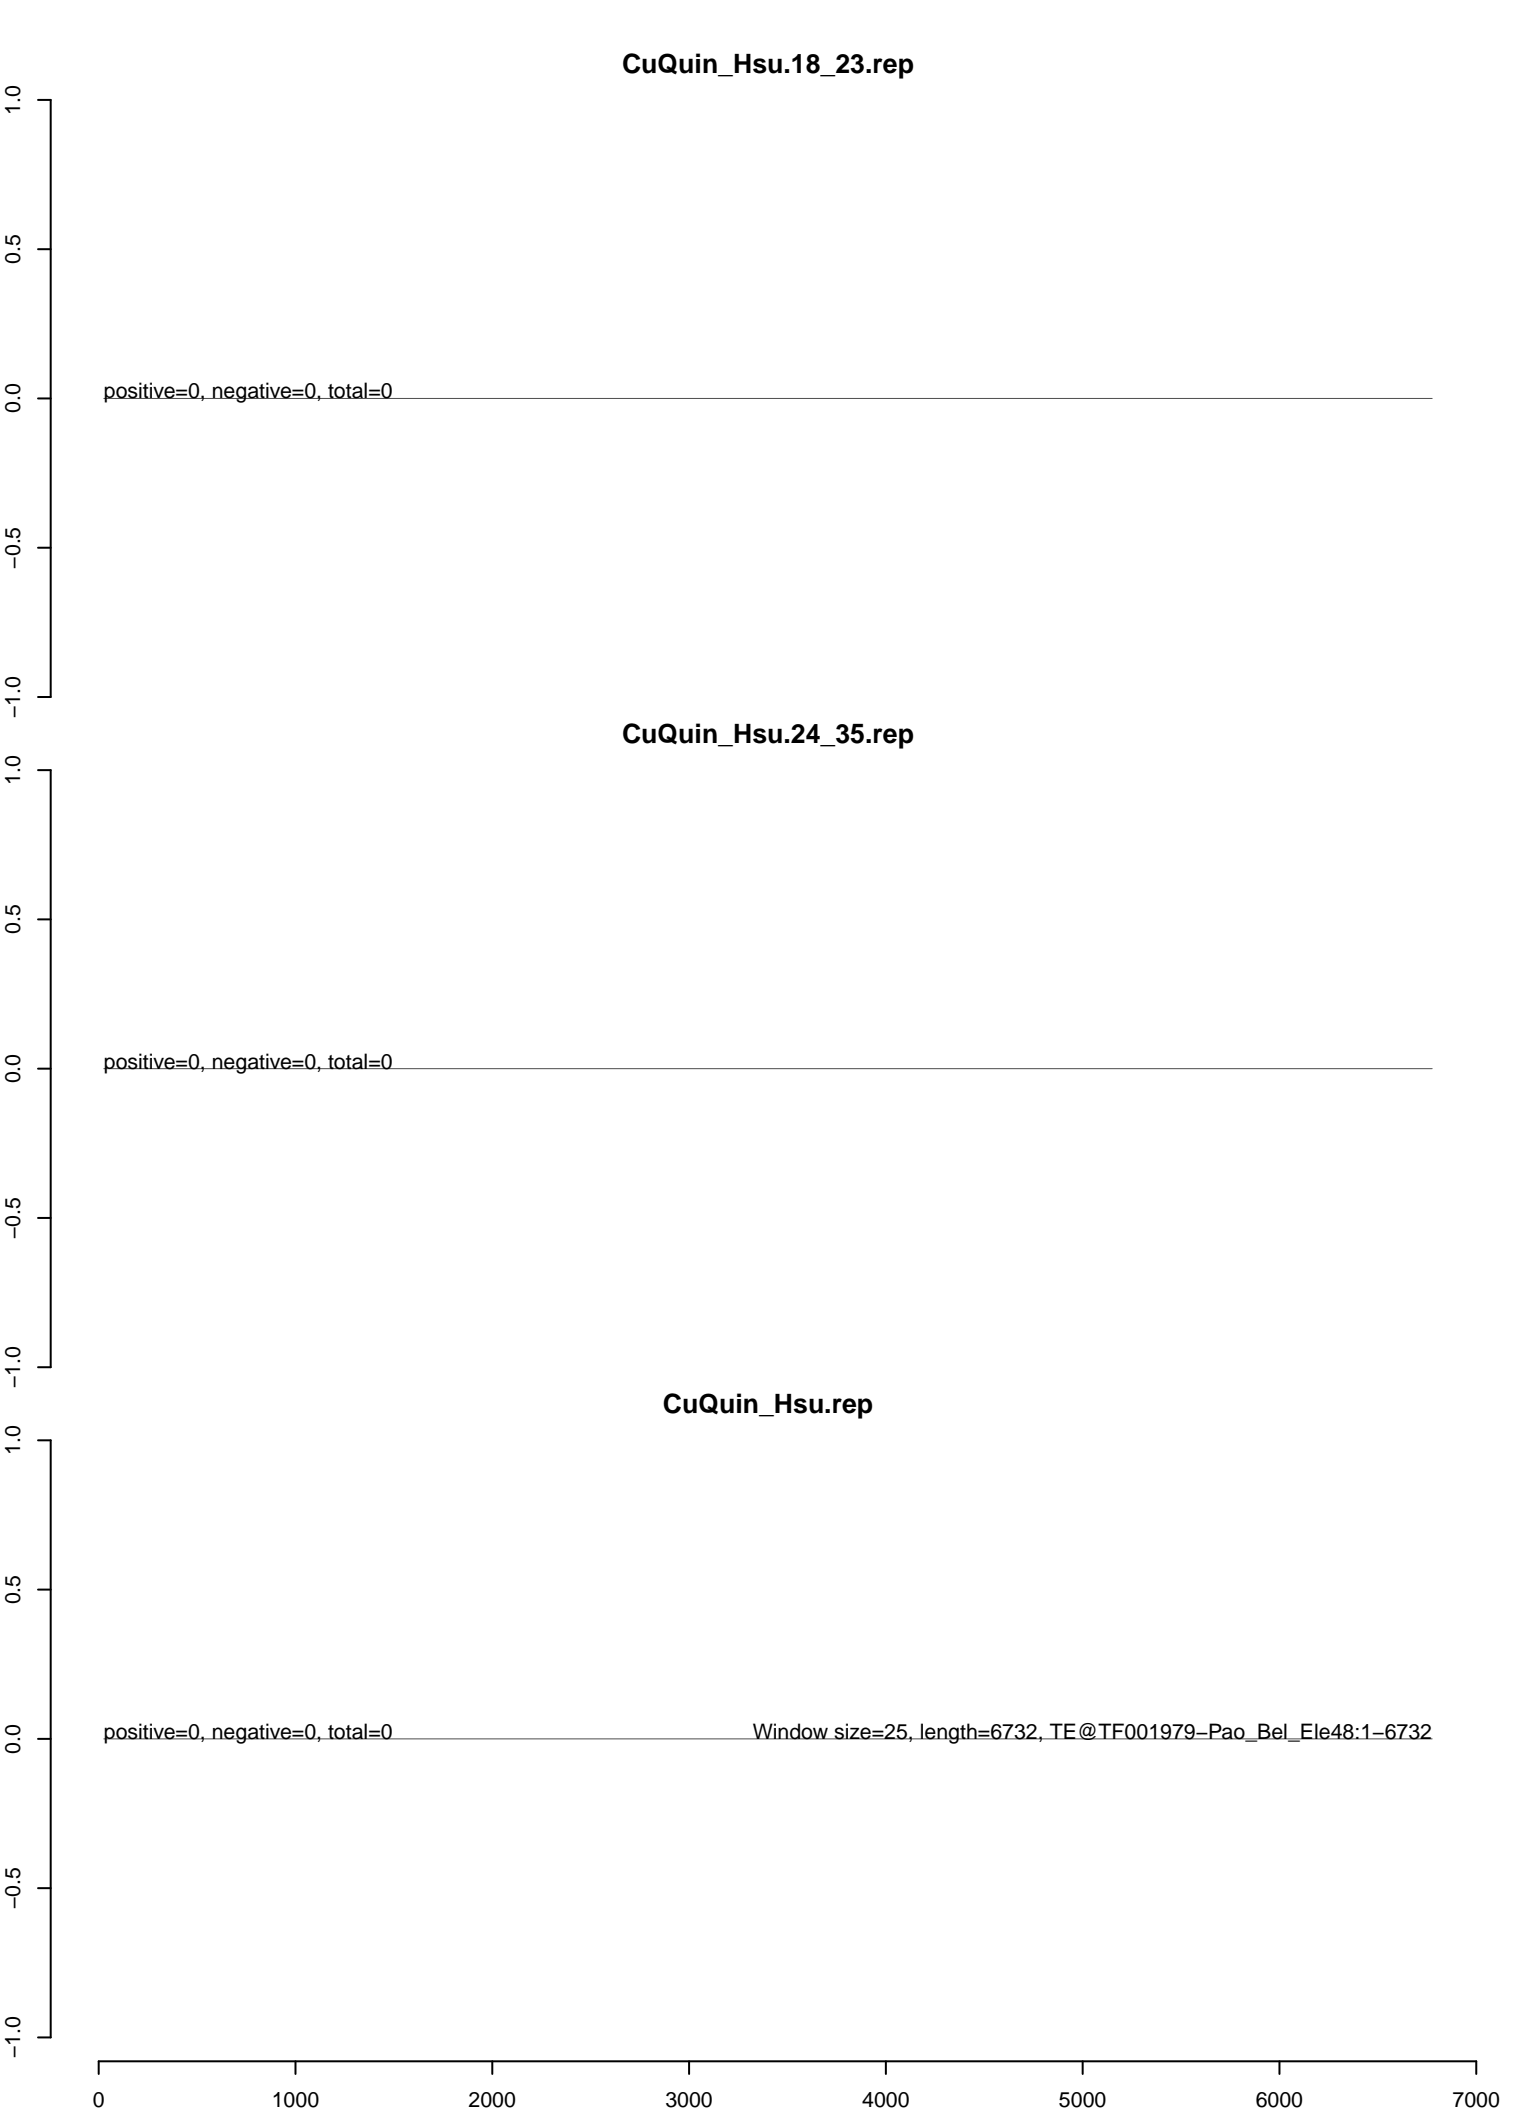 CuQuin_Hsu.18_23.rep
1.0
0.5
0.0
−0.5
−1.0
positive=0, negative=0, total=0
CuQuin_Hsu.24_35.rep
1.0
0.5
0.0
−0.5
−1.0
positive=0, negative=0, total=0
CuQuin_Hsu.rep
1.0
0.5
0.0
−0.5
−1.0
positive=0, negative=0, total=0
Window size=25, length=6732, TE@TF001979−Pao_Bel_Ele48:1−6732
0 1000 2000 3000 4000 5000 6000 7000